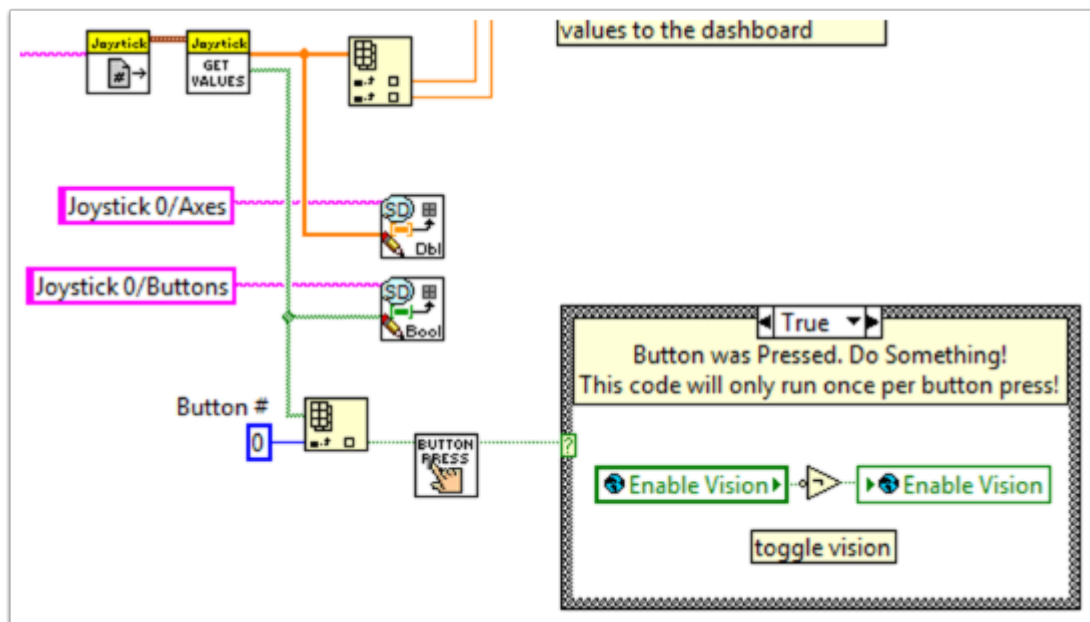 values to the dashboard
Joystick
Joystick
#
GET
VALUES
Joystick 0/Axes
SD
Dbl
Joystick 0/Buttons
SD
Bool
True
Button was Pressed. Do Something!
This code will only run once per button press!
Button #
0
BUTTON
PRESS
?
Enable Vision
Enable Vision
toggle vision